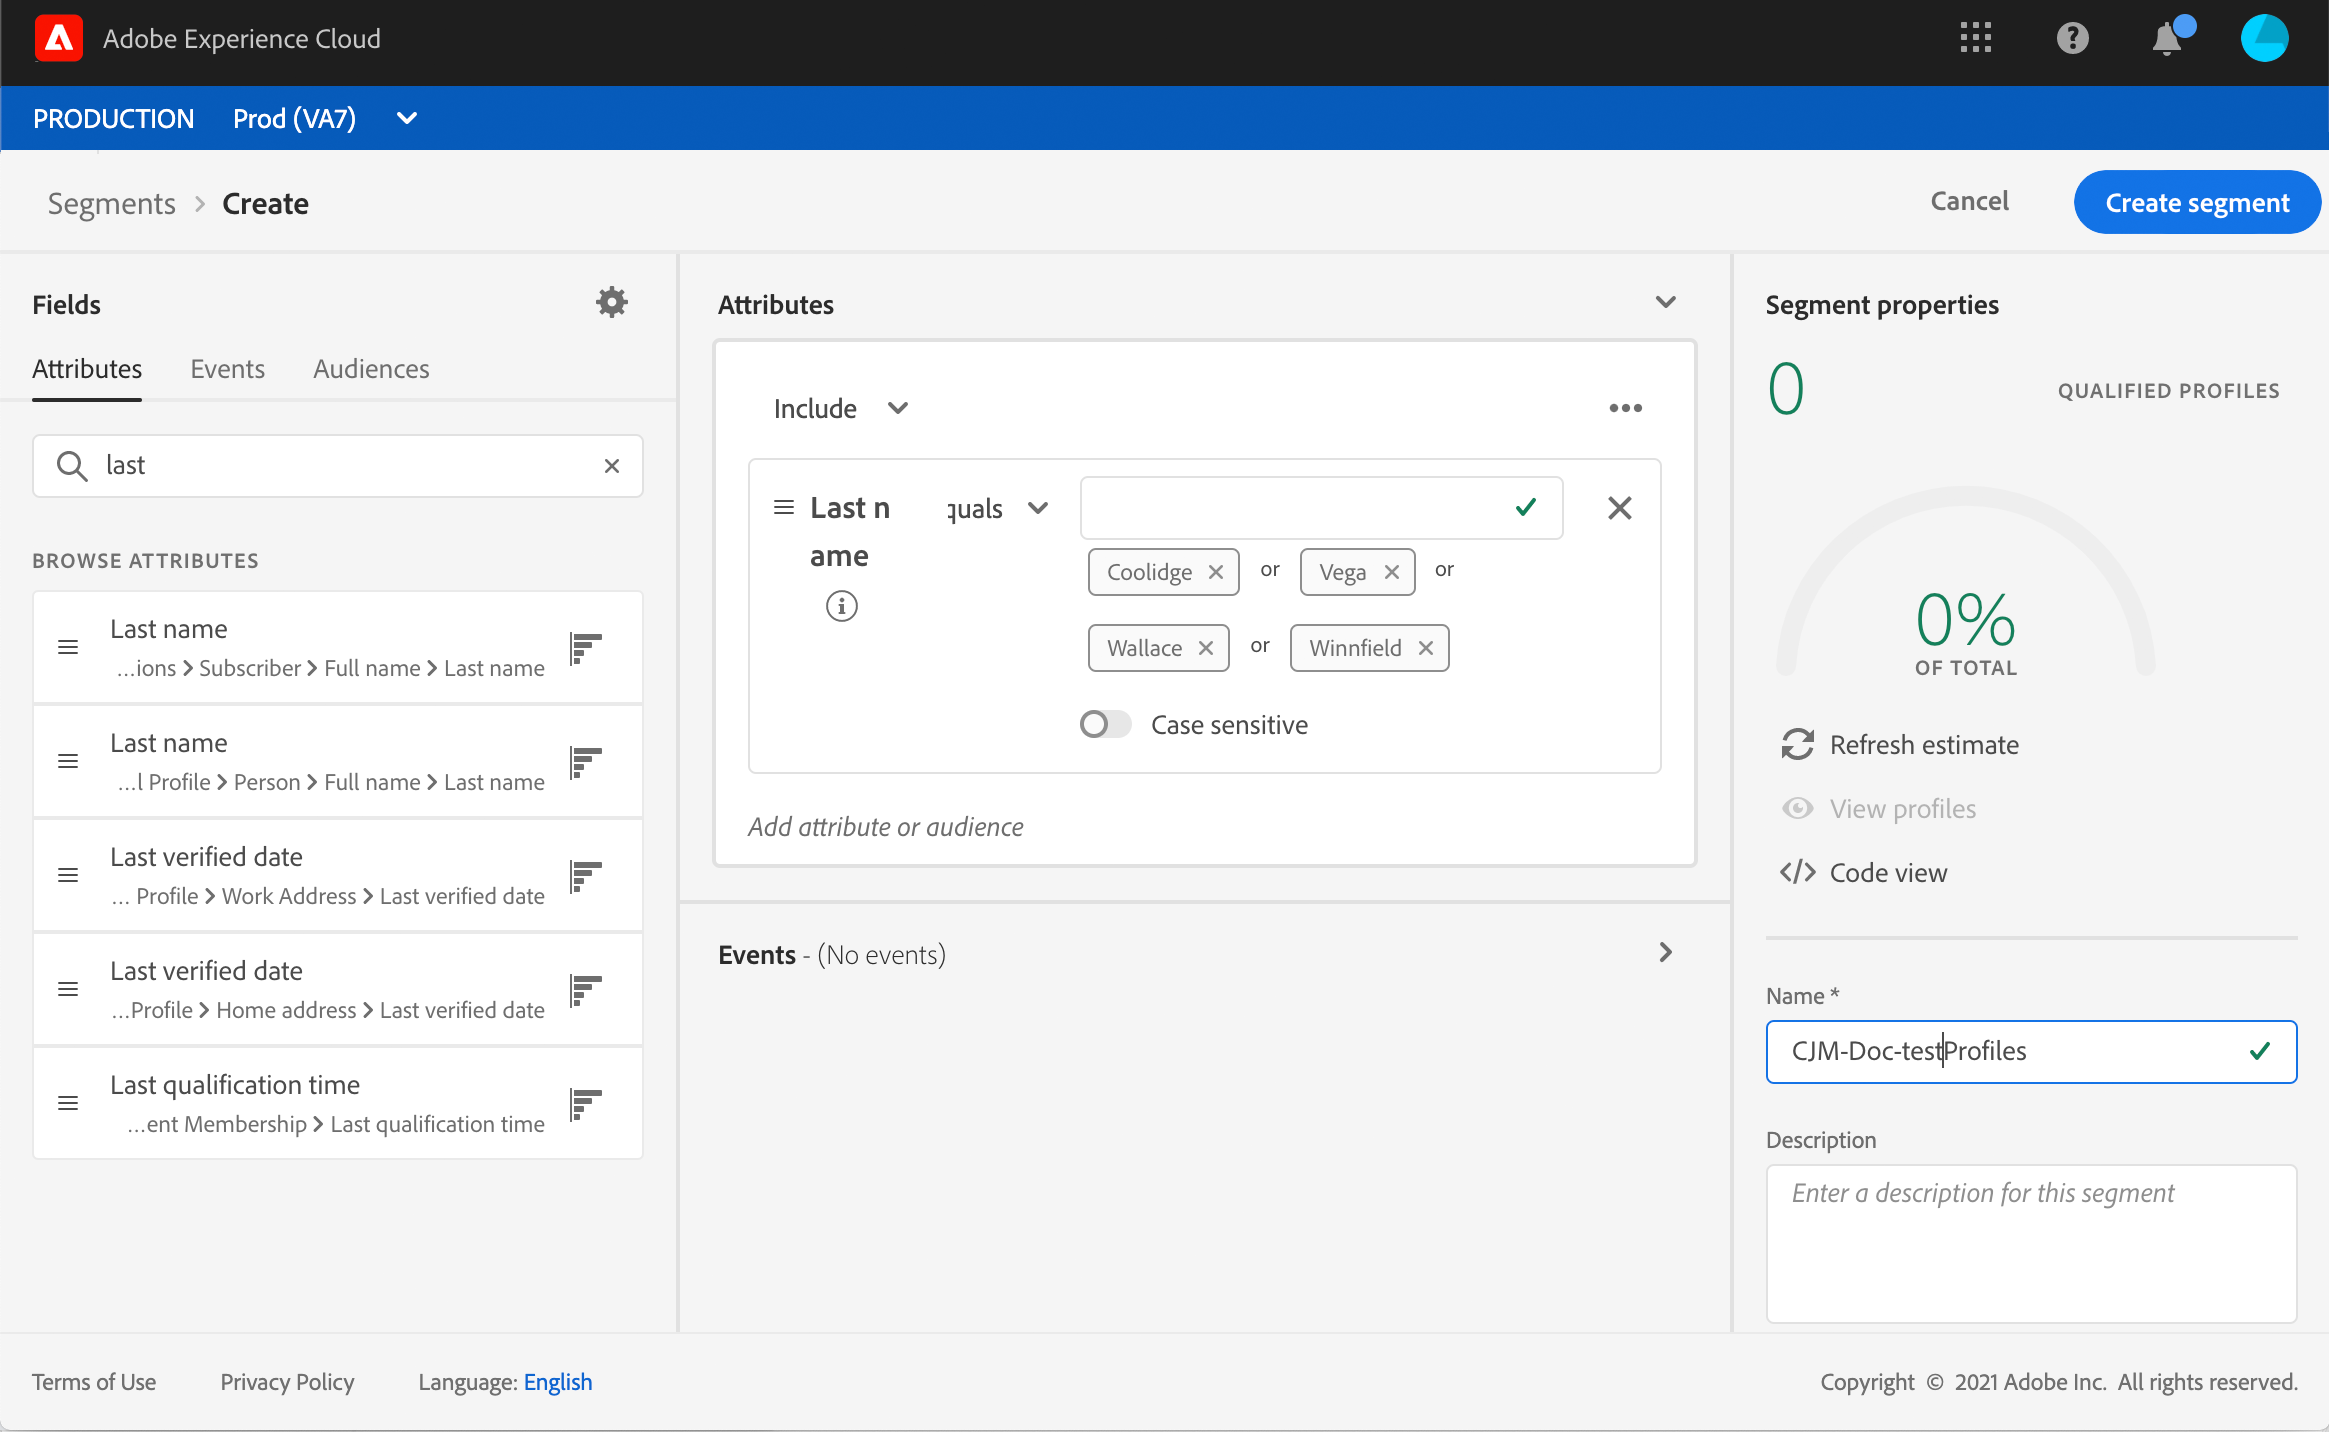 Adobe Experience Cloud
PRODUCTION Prod (VA7)
Segments > Create
Cancel
Create segment
Fields
Attributes Events Audiences
last
BROWSE ATTRIBUTES
Last name
...ions > Subscriber > Full name > Last name
Last name
...l Profile > Person > Full name > Last name
Last verified date
... Profile > Work Address > Last verified date
Last verified date
...Profile > Home address > Last verified date
Last qualification time
...ent Membership > Last qualification time
Attributes
Include
Last n
ame
quals
Coolidge or Vega or
Wallace or Winnfield
Case sensitive
Add attribute or audience
Events - (No events)
Segment properties
0 QUALIFIED PROFILES
0%
OF TOTAL
Refresh estimate
View profiles
</> Code view
Name *
CJM-Doc-testProfiles
Description
Enter a description for this segment
Terms of Use Privacy Policy Language: English
Copyright © 2021 Adobe Inc. All rights reserved.